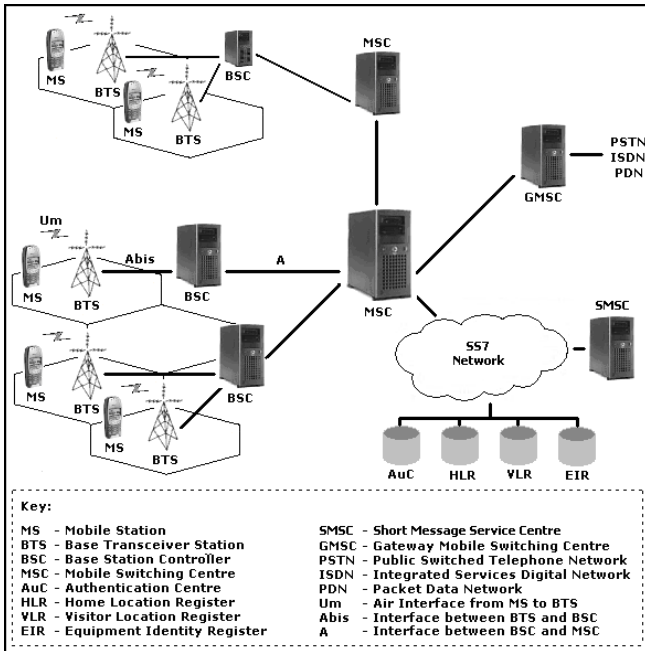 MS
BTS
BSC
MS
BTS
MSC
GMSC
PSTN
ISDN
PDN
Um
Abis
A
MS
BTS
BSC
MSC
SS7
Network
SMSC
MS
BTS
BSC
MS
BTS
AuC
HLR
VLR
EIR
Key:
MS - Mobile Station
BTS - Base Transceiver Station
BSC - Base Station Controller
MSC - Mobile Switching Centre
AuC - Authentication Centre
HLR - Home Location Register
VLR - Visitor Location Register
EIR - Equipment Identity Register
SMSC - Short Message Service Centre
GMSC - Gateway Mobile Switching Centre
PSTN - Public Switched Telephone Network
ISDN - Integrated Services Digital Network
PDN - Packet Data Network
Um - Air Interface from MS to BTS
Abis - Interface between BTS and BSC
A - Interface between BSC and MSC